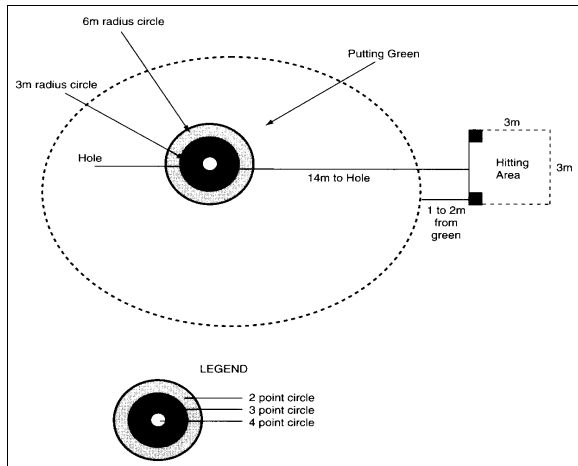 6m radius circle
Putting Green
3m radius circle
3m
Hole
Hitting
Area
3m
14m to Hole
1 to 2m
from
green
LEGEND
2 point circle
3 point circle
4 point circle